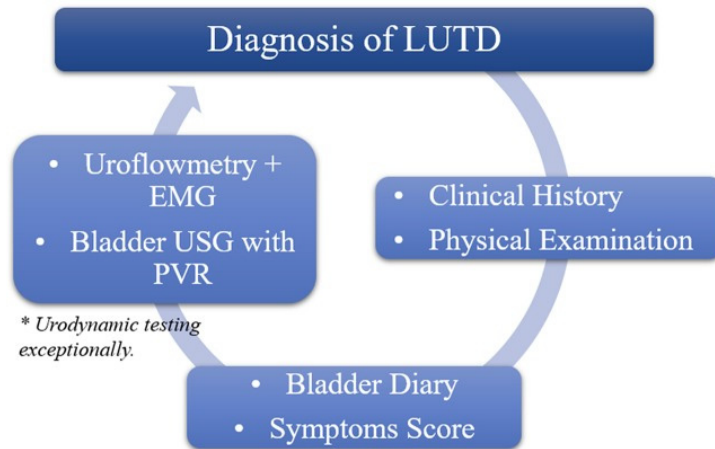 Diagnosis of LUTD
• Clinical History
• Physical Examination
• Bladder Diary
• Symptoms Score
• Uroflowmetry +
EMG
• Bladder USG with
PVR
* Urodynamic testing
exceptionally.